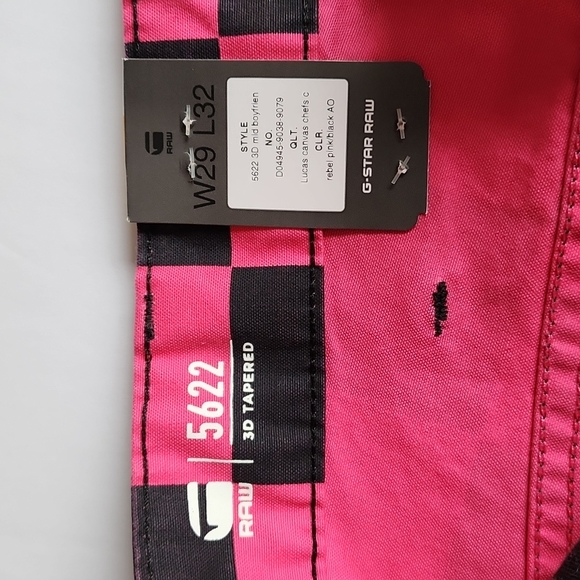 RAW
W29 L32
STYLE
5622 3D mid boyfrien
NO
D04945-9038-9079
QLT.
Lucas canvas chefs c
CLR.
rebel pink/black AO
G-STAR RAW
RAW
5622
3D TAPERED